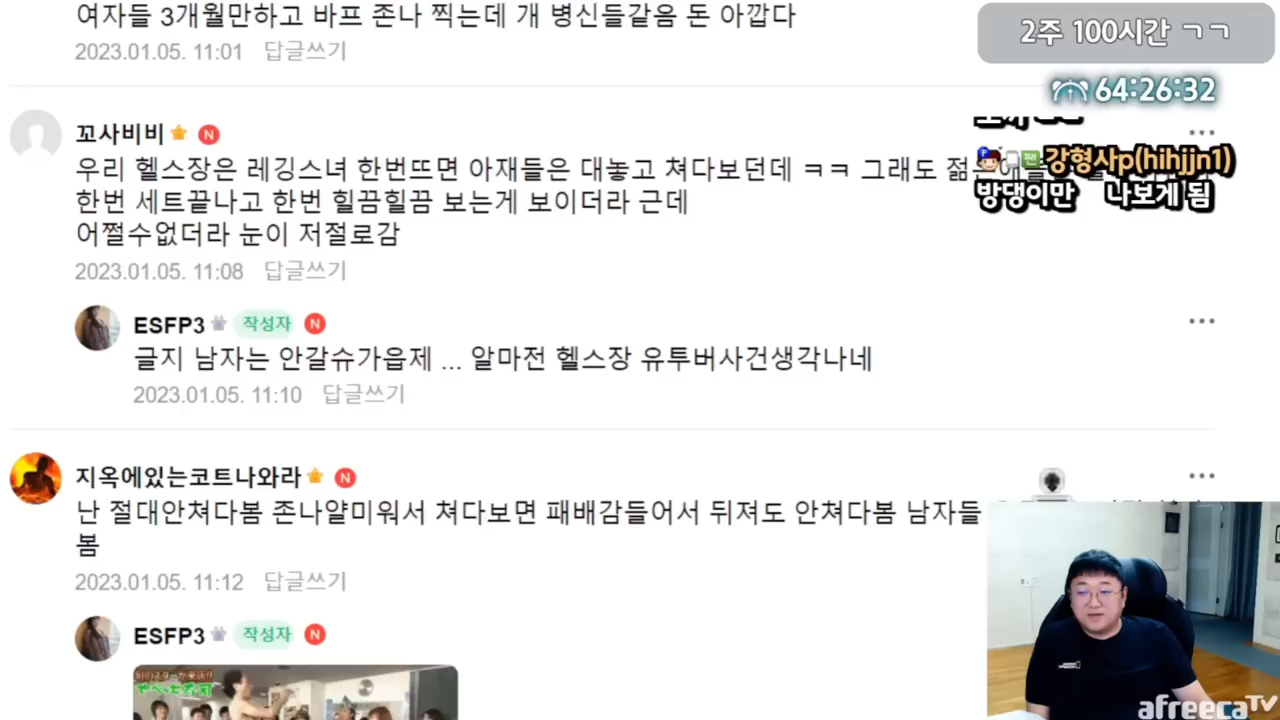 여자들 3개월만하고 바프 존나 찍는데 개 병신들같음 돈 아깝다
2023.01.05. 11:01 답글쓰기
2주 100시간 ㄱㄱ
64:26:32
꼬사비비 N
우리 헬스장은 레깅스녀 한번뜨면 아재들은 대놓고 쳐다보던데 ㅋㅋ 그래도 젊은애들은
한번 세트끝나고 한번 힐끔힐끔 보는게 보이더라 근데
어쩔수없더라 눈이 저절로감
2023.01.05. 11:08 답글쓰기
강형사p(hihjjn1)
방댕이만 나보게 됨
ESFP3 작성자 N
글지 남자는 안갈슈가읍제 ... 알마전 헬스장 유투버사건생각나네
2023.01.05. 11:10 답글쓰기
지옥에있는코트나와라 N
난 절대안쳐다봄 존나얄미워서 쳐다보면 패배감들어서 뒤져도 안쳐다봄 남자들
봄
2023.01.05. 11:12 답글쓰기
ESFP3 작성자 N
afreecaTV